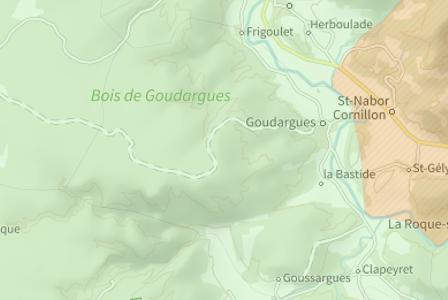 Herboulade
Frigoulet
Bois de Goudargues
St-Nabor
Cornillon
Goudargues
St-Gély
la Bastide
La Roque-s
que
Clapeyret
Goussargues